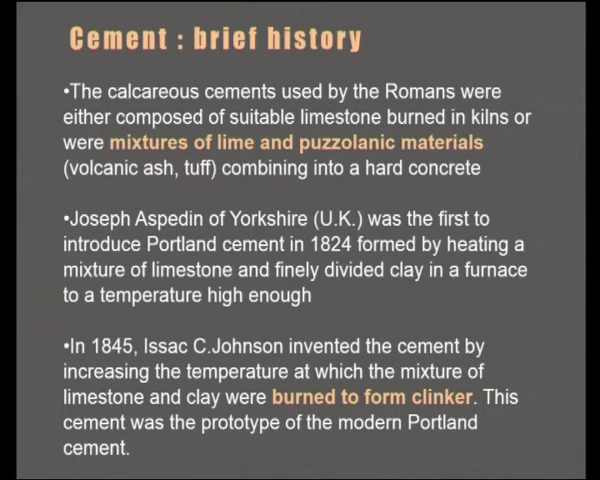 Cement : brief history
•The calcareous cements used by the Romans were
either composed of suitable limestone burned in kilns or
were mixtures of lime and puzzolanic materials
(volcanic ash, tuff) combining into a hard concrete
•Joseph Aspedin of Yorkshire (U.K.) was the first to
introduce Portland cement in 1824 formed by heating a
mixture of limestone and finely divided clay in a furnace
to a temperature high enough
•In 1845, Issac C.Johnson invented the cement by
increasing the temperature at which the mixture of
limestone and clay were burned to form clinker. This
cement was the prototype of the modern Portland
cement.